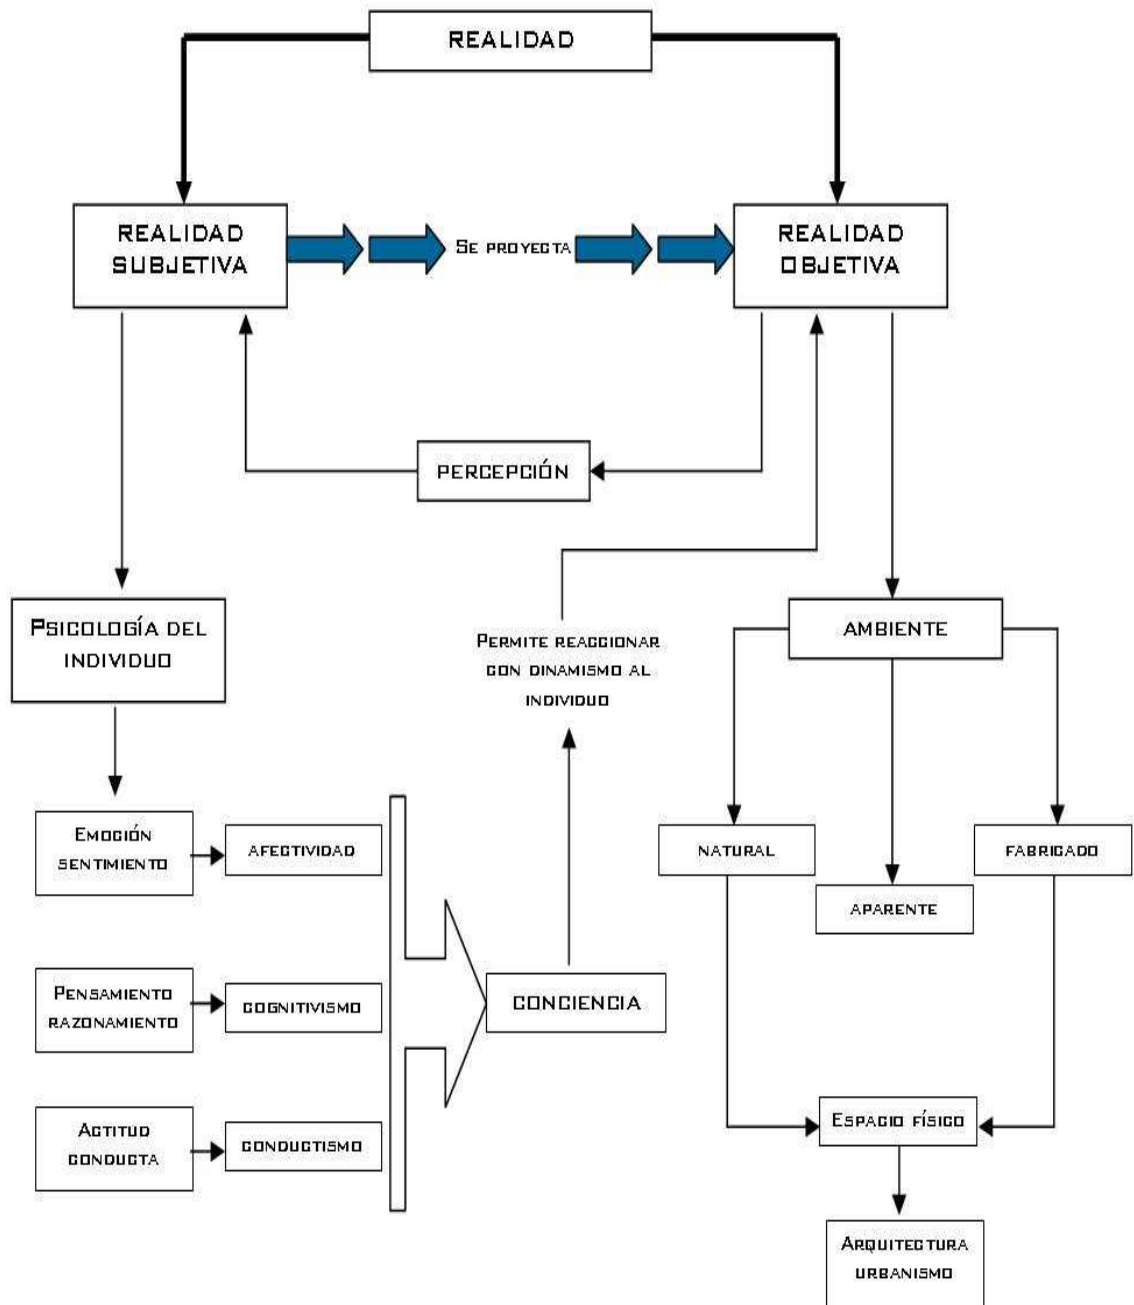 REALIDAD
REALIDAD
SUBJETIVA
SE PROYECTA
REALIDAD
OBJETIVA
PERCEPCIÓN
PSICOLOGÍA DEL
INDIVIDUO
PERMITE REACCIONAR
CON DINAMISMO AL
INDIVIDUO
AMBIENTE
EMOCIÓN
SENTIMIENTO
AFECTIVIDAD
NATURAL
FABRICADO
APARENTE
PENSAMIENTO
RAZONAMIENTO
COGNITIVISMO
CONCIENCIA
ACTITUD
CONDUCTA
CONDUCTISMO
ESPACIO FÍSICO
ARQUITECTURA
URBANISMO